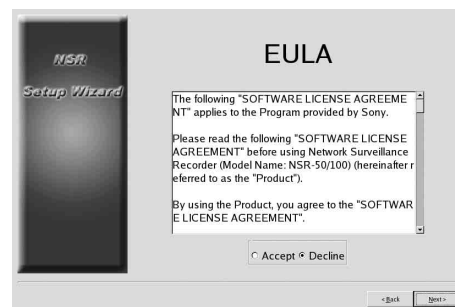 NSR
Setup Wizard
EULA
The following "SOFTWARE LICENSE AGREEME
NT" applies to the Program provided by Sony.
Please read the following "SOFTWARE LICENSE
AGREEMENT" before using Network Surveillance
Recorder (Model Name: NSR-50/100) (hereinafter r
eferred to as the "Product").
By using the Product, you agree to the "SOFTWAR
E LICENSE AGREEMENT".
Accept Decline
<Back Next>